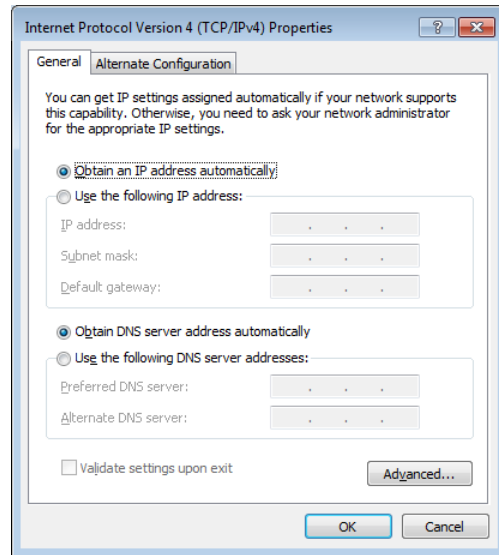 Internet Protocol Version 4 (TCP/IPv4) Properties
General
Alternate Configuration
You can get IP settings assigned automatically if your network supports
this capability. Otherwise, you need to ask your network administrator
for the appropriate IP settings.
Obtain an IP address automatically
Use the following IP address:
IP address:
Subnet mask:
Default gateway:
Obtain DNS server address automatically
Use the following DNS server addresses:
Preferred DNS server:
Alternate DNS server:
Validate settings upon exit
Advanced...
OK
Cancel